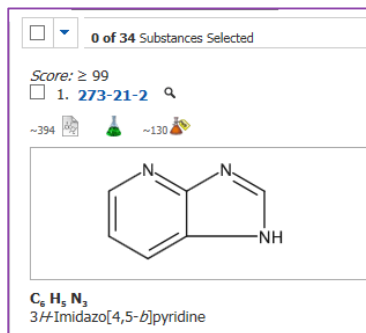 0 of 34 Substances Selected
Score: ≥ 99
1. 273-21-2
~394 ~130
N N
NH
C₆ H₅ N₃
3H-Imidazo[4,5-b]pyridine